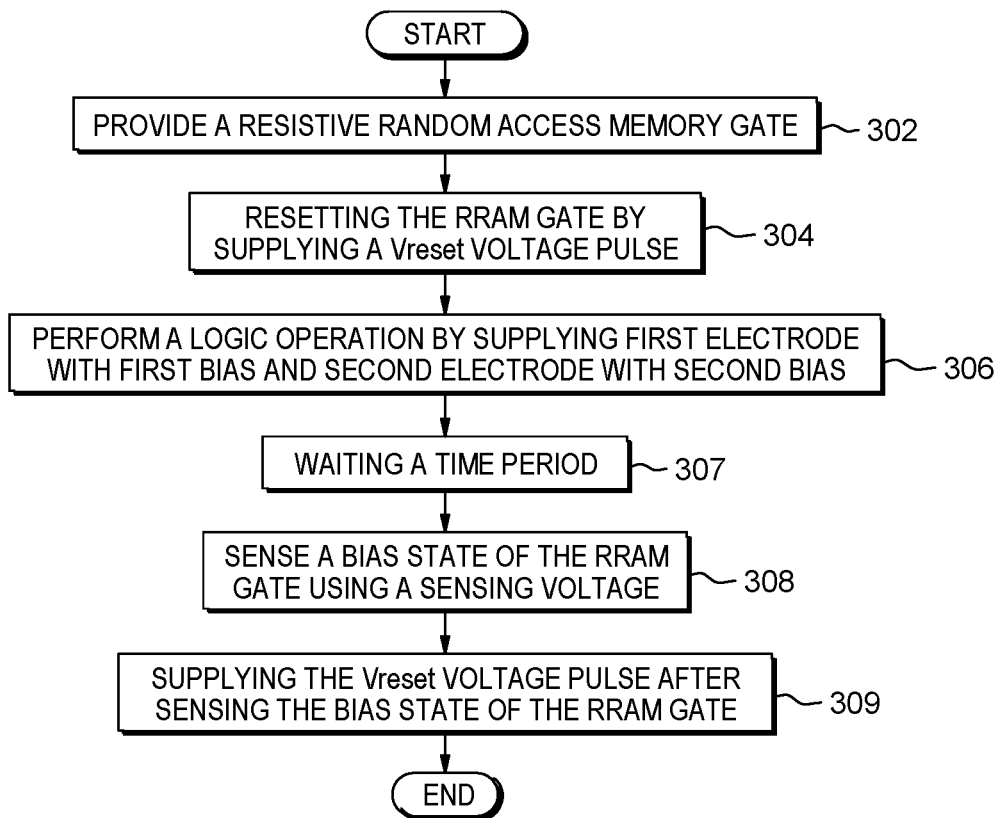 START
PROVIDE A RESISTIVE RANDOM ACCESS MEMORY GATE
302
RESETTING THE RRAM GATE BY
SUPPLYING A Vreset VOLTAGE PULSE
304
PERFORM A LOGIC OPERATION BY SUPPLYING FIRST ELECTRODE
WITH FIRST BIAS AND SECOND ELECTRODE WITH SECOND BIAS
306
WAITING A TIME PERIOD
307
SENSE A BIAS STATE OF THE RRAM
GATE USING A SENSING VOLTAGE
308
SUPPLYING THE Vreset VOLTAGE PULSE AFTER
SENSING THE BIAS STATE OF THE RRAM GATE
309
END